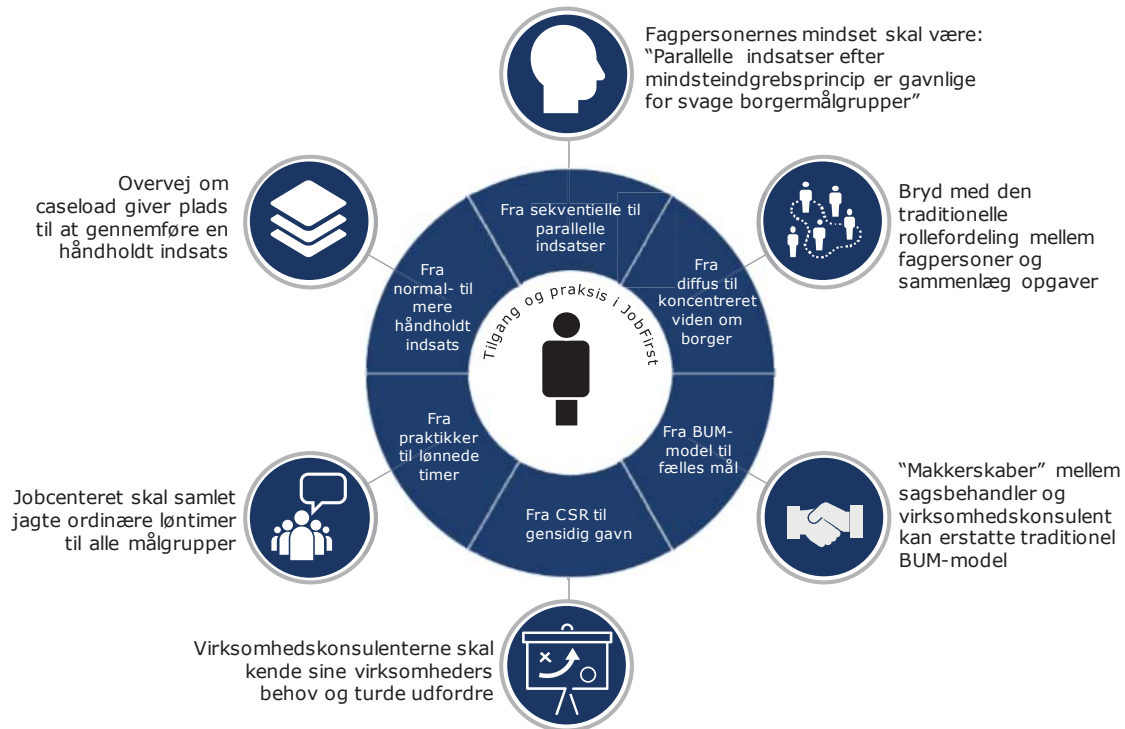 Fagpersonernes mindset skal være:
“Parallelle indsatser efter
mindsteindgrebsprincip er gavnlige
for svage borgermålgrupper”
Overvej om
caseload giver plads
til at gennemføre en
håndholdt indsats
Bryd med den
traditionelle
rollefordeling mellem
fagpersoner og
sammenlæg opgaver
Fra sekventielle til
parallelle
indsatser
Fra
normal- til
mere
håndholdt
indsats
Fra
diffus til
koncentreret
viden om
borger
Tilgang og praksis i JobFirst
Fra
praktikker
til lønnede
timer
Fra BUM-
model til
fælles mål
Fra CSR til
gensidig gavn
Jobcenteret skal samlet
jagte ordinære løntimer
til alle målgrupper
“Makkerskaber” mellem
sagsbehandler og
virksomhedskonsulent
kan erstatte traditionel
BUM-model
Virksomhedskonsulenterne skal
kende sine virksomheders
behov og turde udfordre